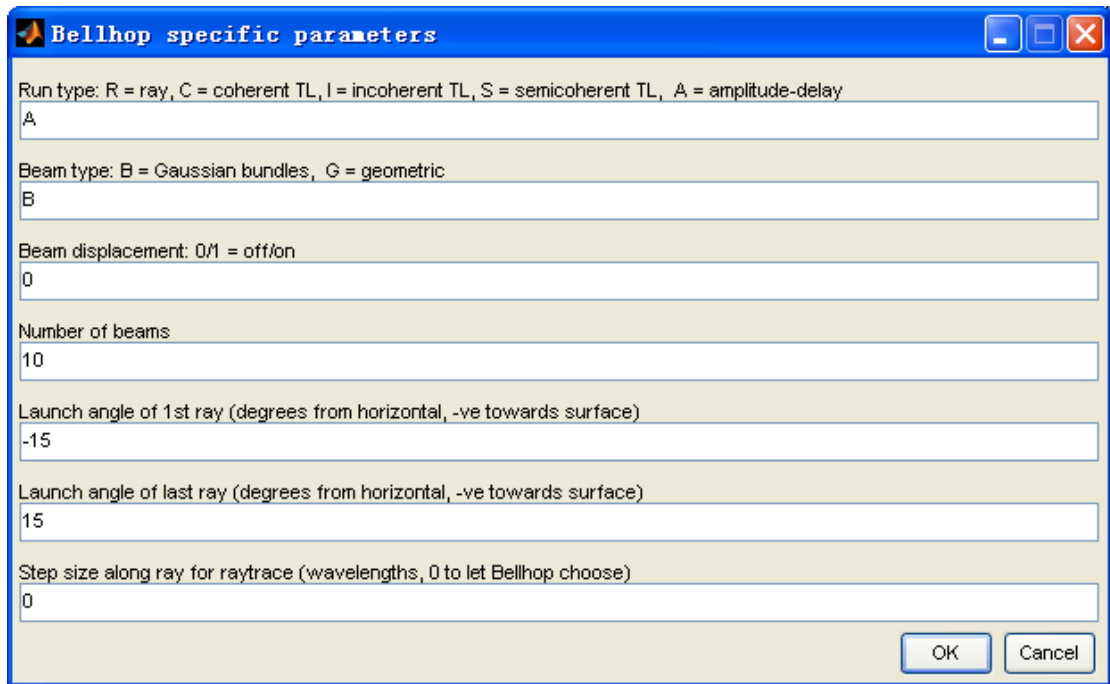 Bellhop specific parameters
Run type: R = ray, C = coherent TL, I = incoherent TL, S = semicoherent TL,  A = amplitude-delay
A
Beam type: B = Gaussian bundles,  G = geometric
B
Beam displacement: 0/1 = off/on
0
Number of beams
10
Launch angle of 1st ray (degrees from horizontal, -ve towards surface)
-15
Launch angle of last ray (degrees from horizontal, -ve towards surface)
15
Step size along ray for raytrace (wavelengths, 0 to let Bellhop choose)
0
OK Cancel